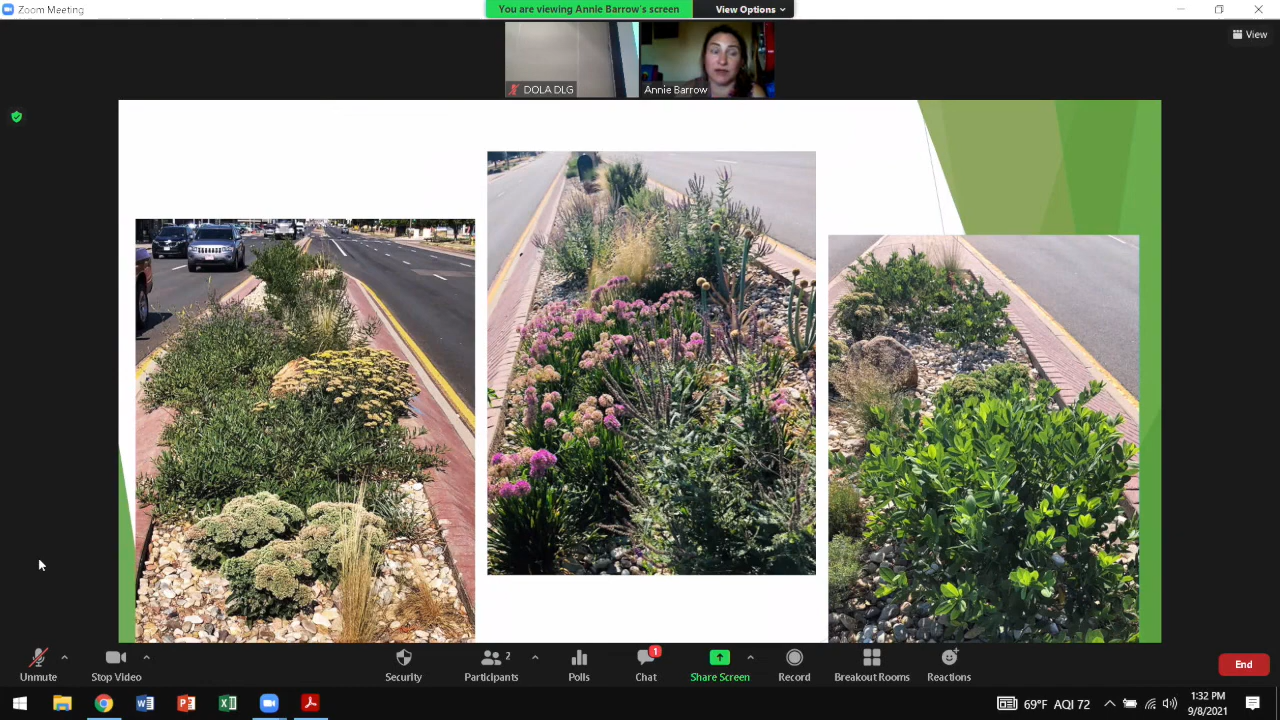 Zoom Meeting
You are viewing Annie Barrow's screen
View Options
View
DOLA DLG
Annie Barrow
Unmute
Stop Video
Security
2
Participants
Polls
1
Chat
Share Screen
Record
Breakout Rooms
Reactions
End
69°F AQI 72
1:32 PM
9/8/2021